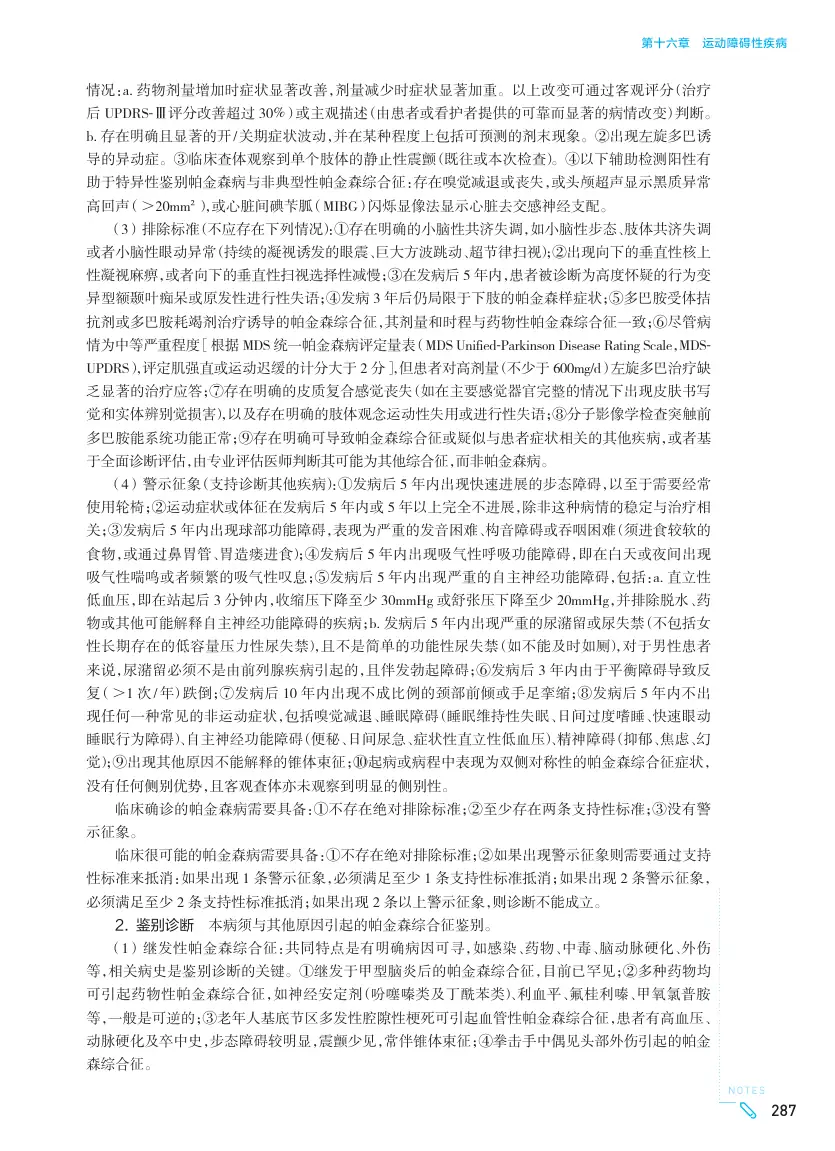 第十六章　运动障碍性疾病
情况:a. 药物剂量增加时症状显著改善,剂量减少时症状显著加重。以上改变可通过客观评分(治疗
后 UPDRS-Ⅲ评分改善超过 30%)或主观描述(由患者或看护者提供的可靠而显著的病情改变)判断。
b. 存在明确且显著的开/关期症状波动,并在某种程度上包括可预测的剂末现象。②出现左旋多巴诱
导的异动症。③临床查体观察到单个肢体的静止性震颤(既往或本次检查)。④以下辅助检测阳性有
助于特异性鉴别帕金森病与非典型性帕金森综合征:存在嗅觉减退或丧失,或头颅超声显示黑质异常
高回声(>20mm²),或心脏间碘苄胍(MIBG)闪烁显像法显示心脏去交感神经支配。
(3)排除标准(不应存在下列情况):①存在明确的小脑性共济失调,如小脑性步态、肢体共济失调
或者小脑性眼动异常(持续的凝视诱发的眼震、巨大方波跳动、超节律扫视);②出现向下的垂直性核上
性凝视麻痹,或者向下的垂直性扫视选择性减慢;③在发病后 5 年内,患者被诊断为高度怀疑的行为变
异型额颞叶痴呆或原发性进行性失语;④发病 3 年后仍局限于下肢的帕金森样症状;⑤多巴胺受体拮
抗剂或多巴胺耗竭剂治疗诱导的帕金森综合征,其剂量和时程与药物性帕金森综合征一致;⑥尽管病
情为中等严重程度[根据 MDS 统一帕金森病评定量表(MDS Unified-Parkinson Disease Rating Scale,MDS-
UPDRS),评定肌强直或运动迟缓的计分大于 2 分],但患者对高剂量(不少于 600mg/d)左旋多巴治疗缺
乏显著的治疗应答;⑦存在明确的皮质复合感觉丧失(如在主要感觉器官完整的情况下出现皮肤书写
觉和实体辨别觉损害),以及存在明确的肢体观念运动性失用或进行性失语;⑧分子影像学检查突触前
多巴胺能系统功能正常;⑨存在明确可导致帕金森综合征或疑似与患者症状相关的其他疾病,或者基
于全面诊断评估,由专业评估医师判断其可能为其他综合征,而非帕金森病。
(4)警示征象(支持诊断其他疾病):①发病后 5 年内出现快速进展的步态障碍,以至于需要经常
使用轮椅;②运动症状或体征在发病后 5 年内或 5 年以上完全不进展,除非这种病情的稳定与治疗相
关;③发病后 5 年内出现球部功能障碍,表现为严重的发音困难、构音障碍或吞咽困难(须进食较软的
食物,或通过鼻胃管、胃造瘘进食);④发病后 5 年内出现吸气性呼吸功能障碍,即在白天或夜间出现
吸气性喘鸣或者频繁的吸气性叹息;⑤发病后 5 年内出现严重的自主神经功能障碍,包括:a. 直立性
低血压,即在站起后 3 分钟内,收缩压下降至少 30mmHg 或舒张压下降至少 20mmHg,并排除脱水、药
物或其他可能解释自主神经功能障碍的疾病;b. 发病后 5 年内出现严重的尿潴留或尿失禁(不包括女
性长期存在的低容量压力性尿失禁),且不是简单的功能性尿失禁(如不能及时如厕),对于男性患者
来说,尿潴留必须不是由前列腺疾病引起的,且伴发勃起障碍;⑥发病后 3 年内由于平衡障碍导致反
复(>1 次/年)跌倒;⑦发病后 10 年内出现不成比例的颈部前倾或手足挛缩;⑧发病后 5 年内不出
现任何一种常见的非运动症状,包括嗅觉减退、睡眠障碍(睡眠维持性失眠、日间过度嗜睡、快速眼动
睡眠行为障碍)、自主神经功能障碍(便秘、日间尿急、症状性直立性低血压)、精神障碍(抑郁、焦虑、幻
觉);⑨出现其他原因不能解释的锥体束征;⑩起病或病程中表现为双侧对称性的帕金森综合征症状,
没有任何侧别优势,且客观查体亦未观察到明显的侧别性。
临床确诊的帕金森病需要具备:①不存在绝对排除标准;②至少存在两条支持性标准;③没有警
示征象。
临床很可能的帕金森病需要具备:①不存在绝对排除标准;②如果出现警示征象则需要通过支持
性标准来抵消:如果出现 1 条警示征象,必须满足至少 1 条支持性标准抵消;如果出现 2 条警示征象,
必须满足至少 2 条支持性标准抵消;如果出现 2 条以上警示征象,则诊断不能成立。
2. 鉴别诊断　本病须与其他原因引起的帕金森综合征鉴别。
(1)继发性帕金森综合征:共同特点是有明确病因可寻,如感染、药物、中毒、脑动脉硬化、外伤
等,相关病史是鉴别诊断的关键。①继发于甲型脑炎后的帕金森综合征,目前已罕见;②多种药物均
可引起药物性帕金森综合征,如神经安定剂(吩噻嗪类及丁酰苯类)、利血平、氟桂利嗪、甲氧氯普胺
等,一般是可逆的;③老年人基底节区多发性腔隙性梗死可引起血管性帕金森综合征,患者有高血压、
动脉硬化及卒中史,步态障碍较明显,震颤少见,常伴锥体束征;④拳击手中偶见头部外伤引起的帕金
森综合征。
NOTES
287